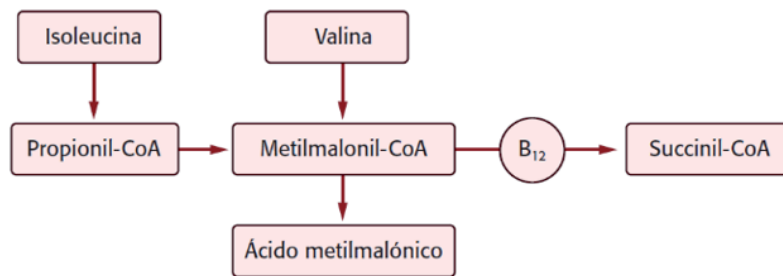 Isoleucina
Valina
Propionil-CoA
Metilmalonil-CoA
B₁₂
Succinil-CoA
Ácido metilmalónico